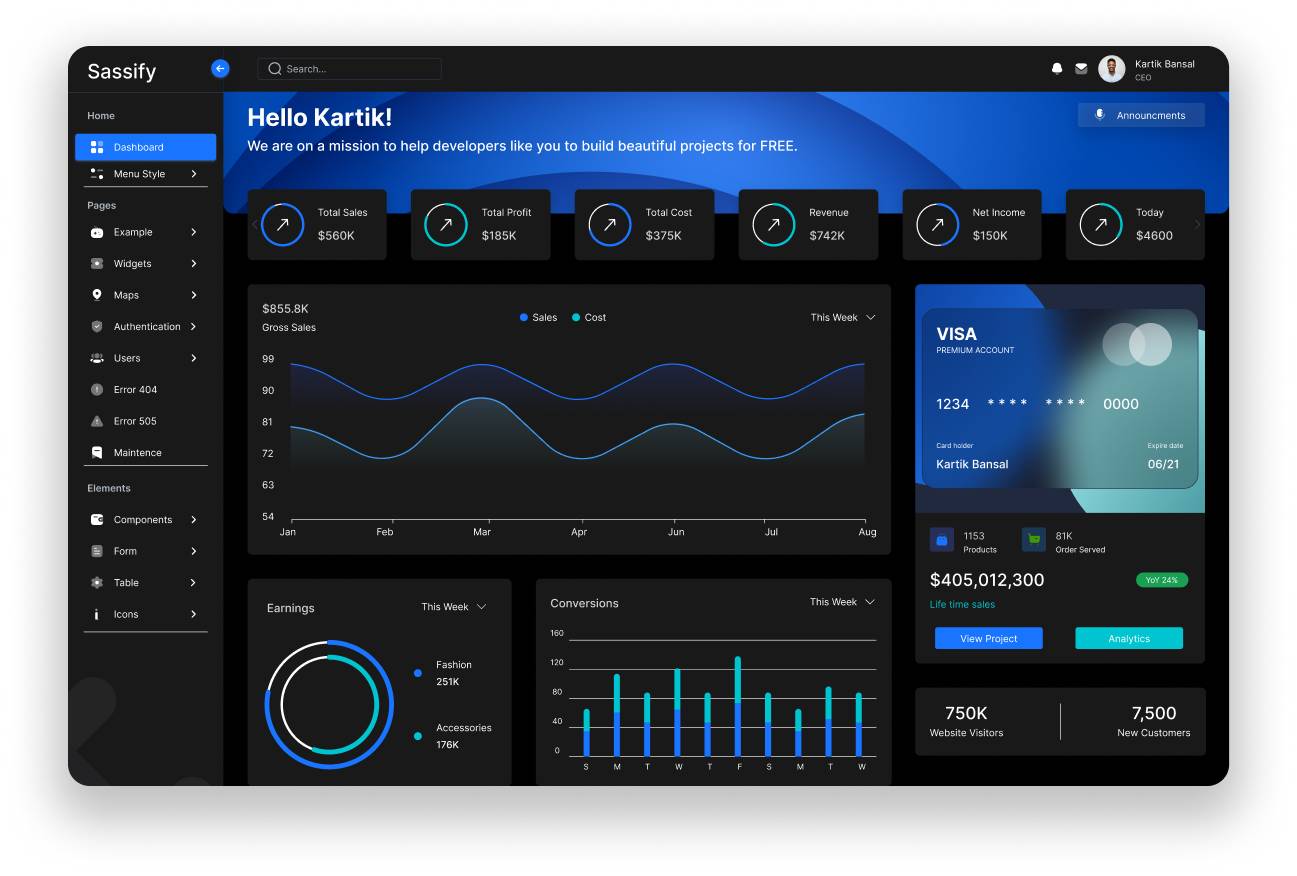 Sassify
Search...
Kartik Bansal
CEO
Home
Dashboard
Menu Style
Pages
Example
Widgets
Maps
Authentication
Users
Error 404
Error 505
Maintence
Elements
Components
Form
Table
Icons
Hello Kartik!
We are on a mission to help developers like you to build beautiful projects for FREE.
Announcments
Total Sales
$560K
Total Profit
$185K
Total Cost
$375K
Revenue
$742K
Net Income
$150K
Today
$4600
$855.8K
Gross Sales
Sales
Cost
This Week
99
90
81
72
63
54
Jan Feb Mar Apr Jun Jul Aug
VISA
PREMIUM ACCOUNT
1234 **** **** 0000
Card holder
Kartik Bansal
Expire date
06/21
1153
Products
81K
Order Served
$405,012,300
YoY 24%
Life time sales
View Project
Analytics
Earnings
This Week
Fashion
251K
Accessories
176K
Conversions
This Week
160
120
80
40
0
S M T W T F S M T W
750K
Website Visitors
7,500
New Customers